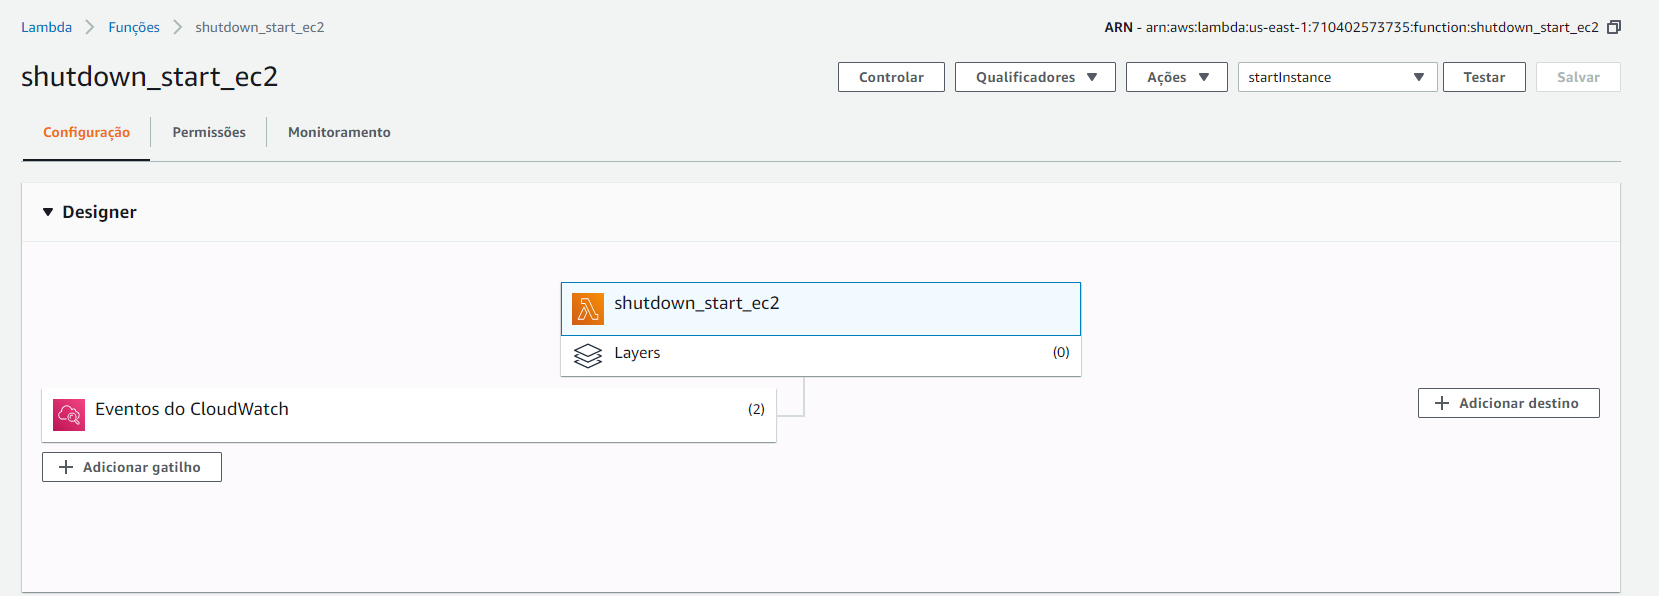 Lambda > Funções > shutdown_start_ec2
ARN - arn:aws:lambda:us-east-1:710402573735:function:shutdown_start_ec2
shutdown_start_ec2
Controlar Qualificadores Ações startInstance Testar Salvar
Configuração Permissões Monitoramento
Designer
shutdown_start_ec2
Layers (0)
Eventos do CloudWatch (2)
+ Adicionar destino
+ Adicionar gatilho